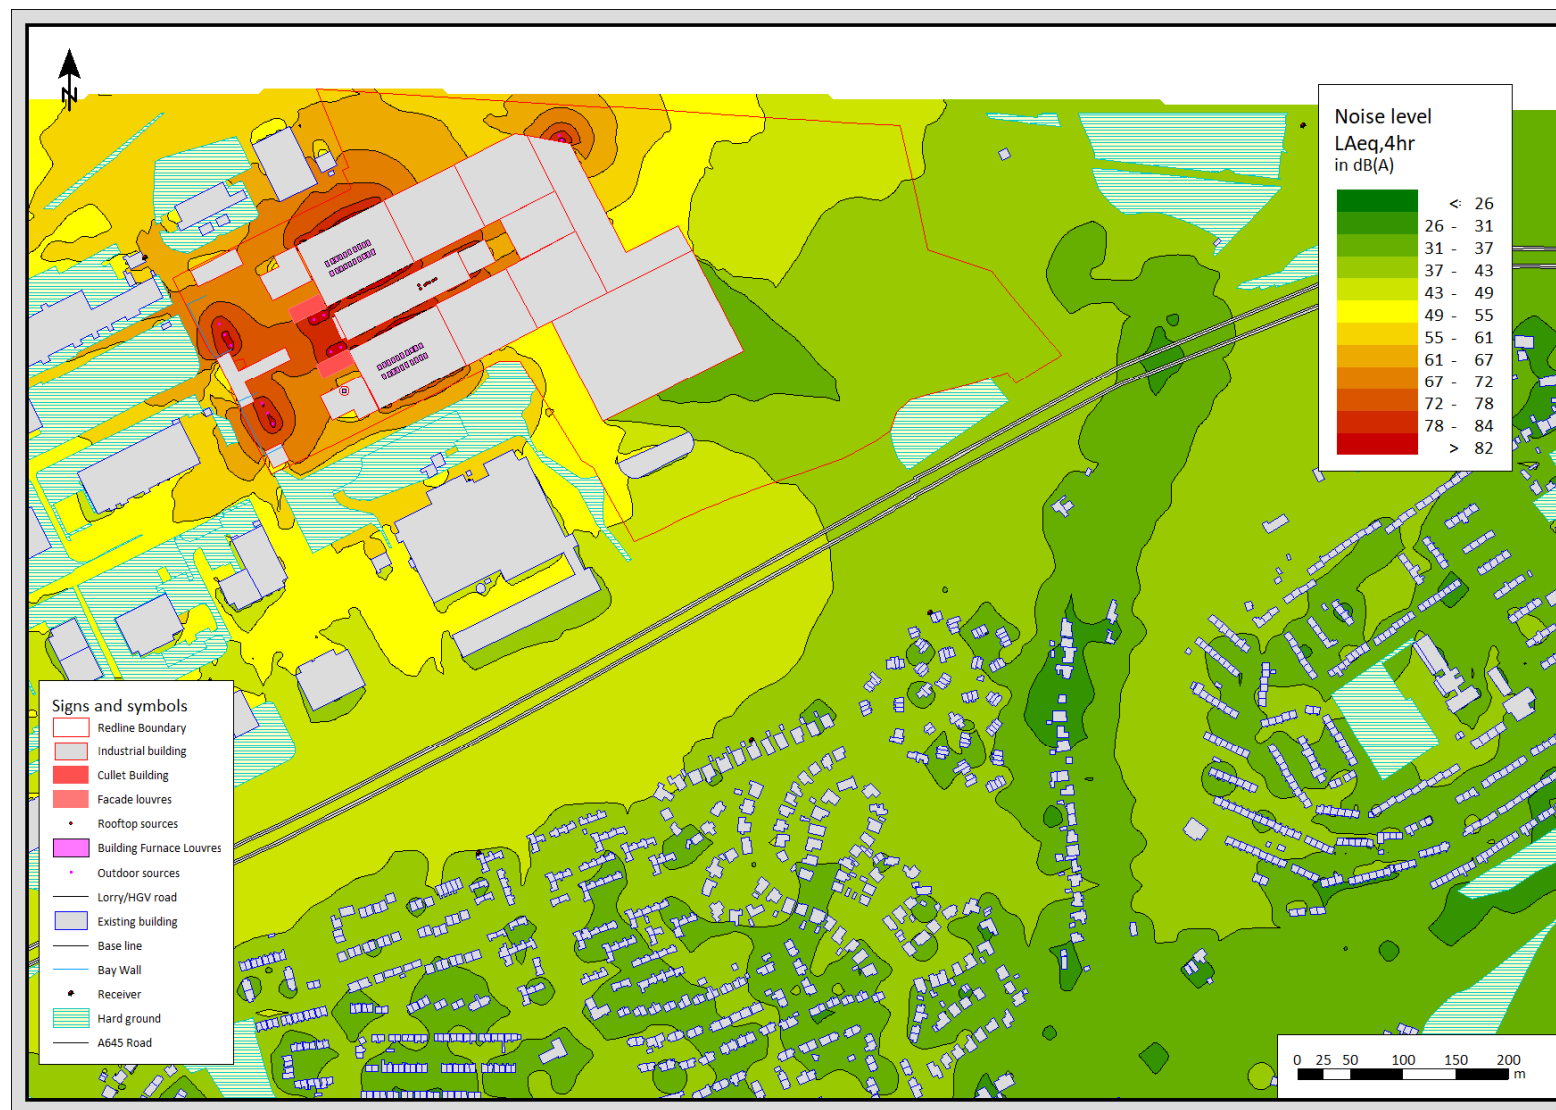 N
Noise level
LAeq,4hr
in dB(A)
<: 26
26 - 31
31 - 37
37 - 43
43 - 49
49 - 55
55 - 61
61 - 67
67 - 72
72 - 78
78 - 84
> 82
Signs and symbols
Redline Boundary
Industrial building
Cullet Building
Facade louvres
Rooftop sources
Building Furnace Louvres
Outdoor sources
Lorry/HGV road
Existing building
Base line
Bay Wall
Receiver
Hard ground
A645 Road
0 25 50 100 150 200
m